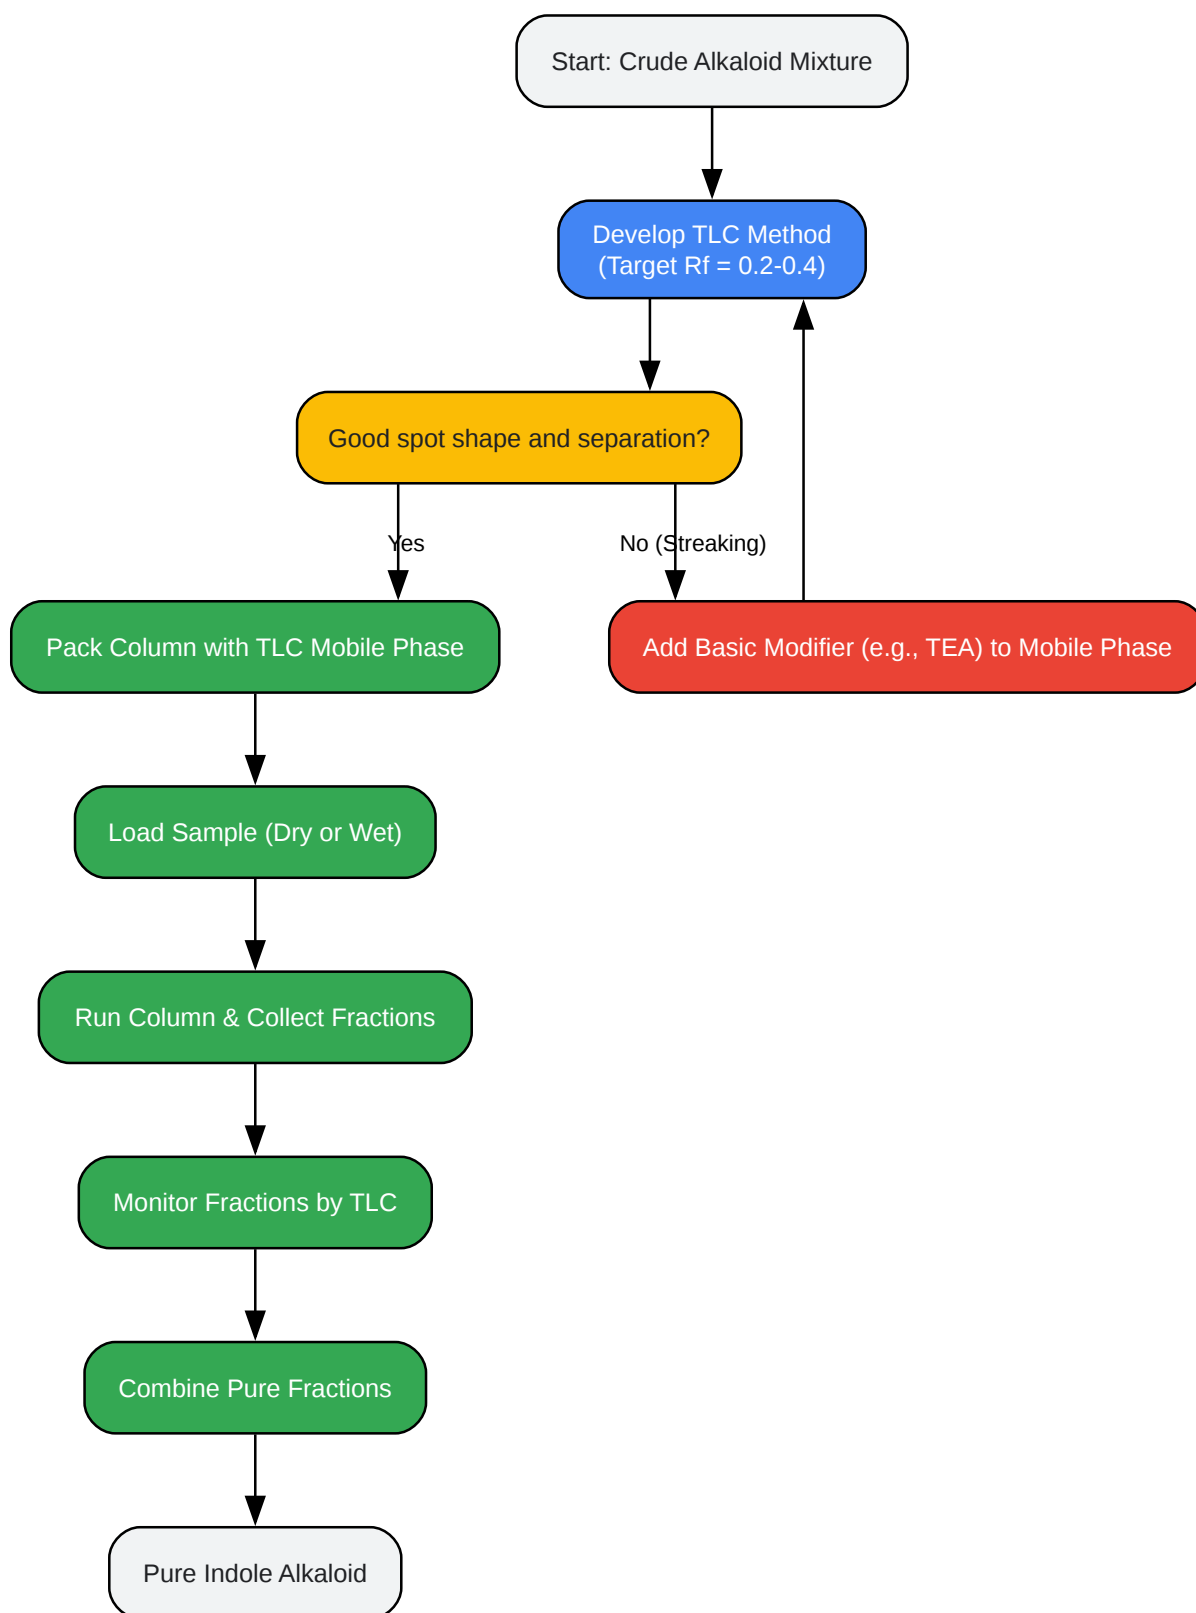 Start: Crude Alkaloid Mixture
Develop TLC Method
(Target Rf = 0.2-0.4)
Good spot shape and separation?
Yes
No (Streaking)
Pack Column with TLC Mobile Phase
Add Basic Modifier (e.g., TEA) to Mobile Phase
Load Sample (Dry or Wet)
Run Column & Collect Fractions
Monitor Fractions by TLC
Combine Pure Fractions
Pure Indole Alkaloid